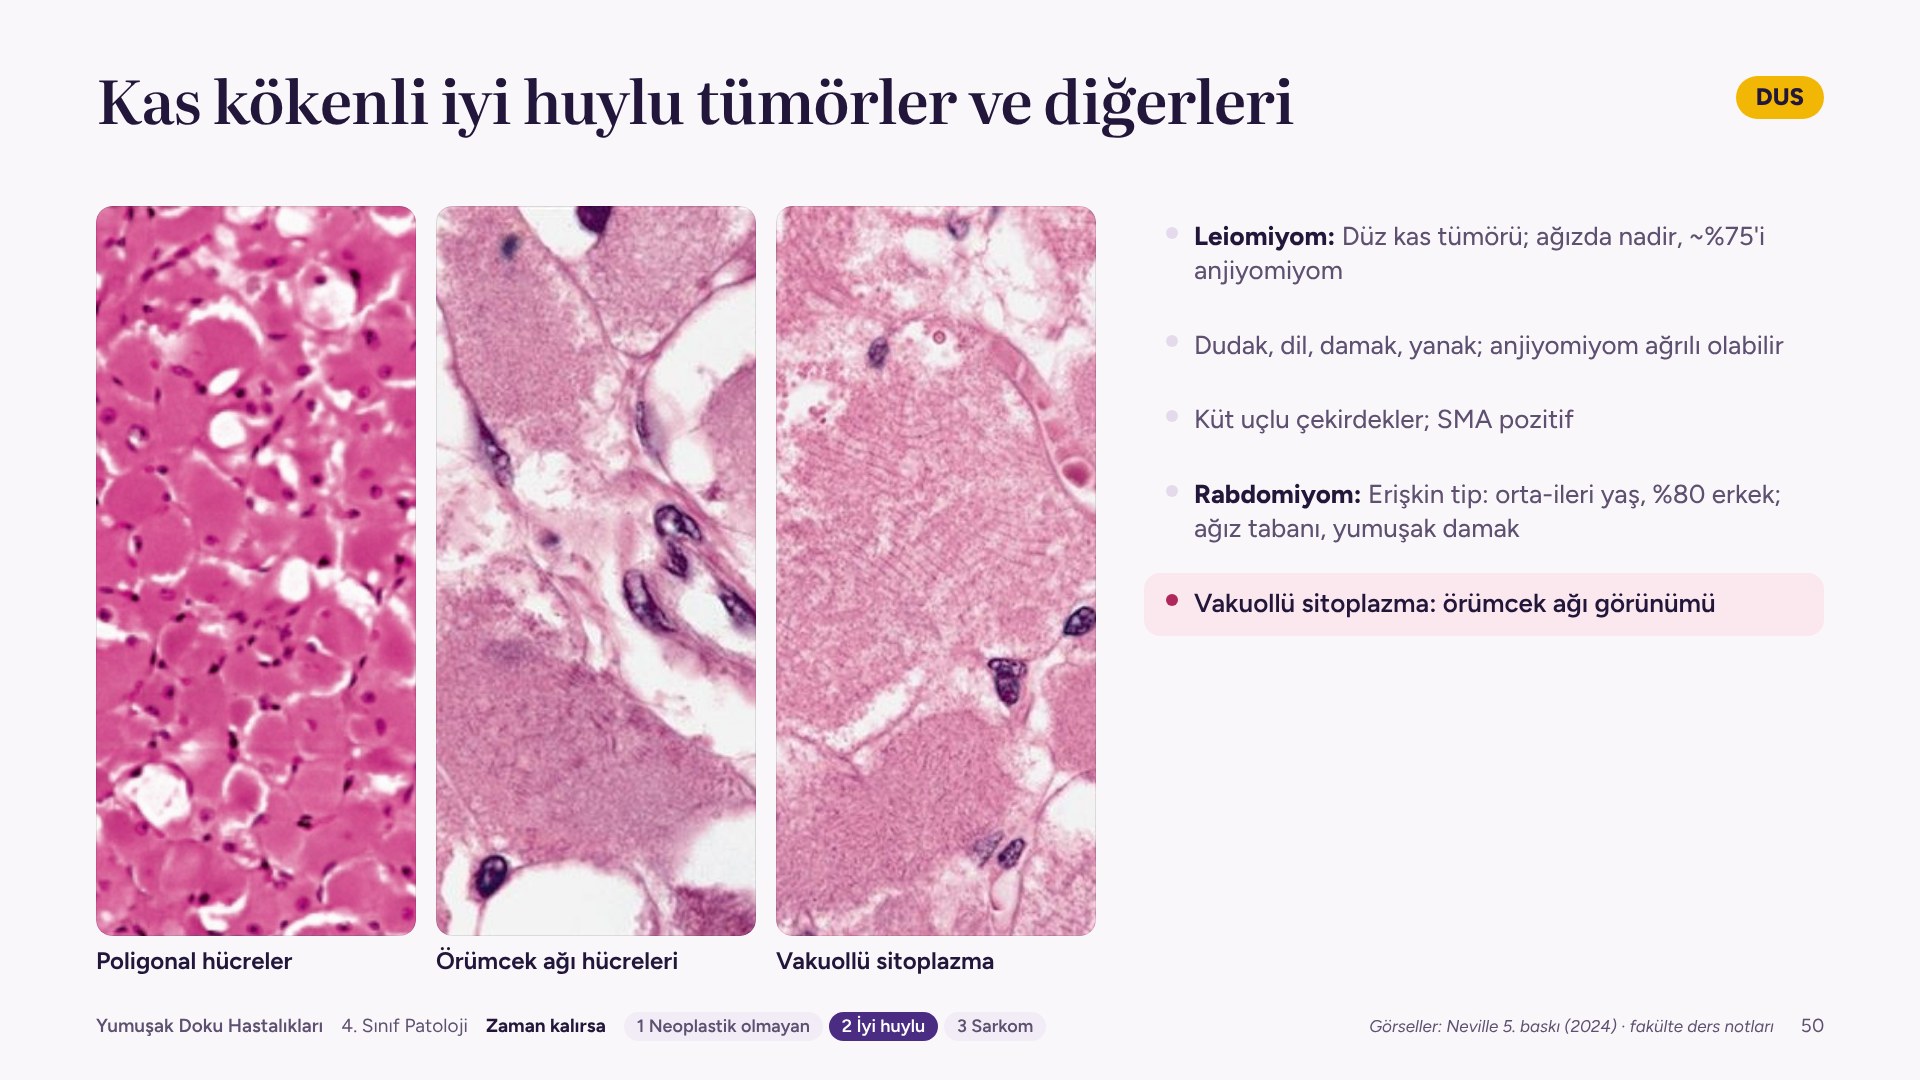 Kas kökenli iyi huylu tümörler ve diğerleri
DUS
Leiomiyom: Düz kas tümörü; ağızda nadir, ~%75'i
anjiyomiyom
Dudak, dil, damak, yanak; anjiyomiyom ağrılı olabilir
Küt uçlu çekirdekler; SMA pozitif
Rabdomiyom: Erişkin tip: orta-ileri yaş, %80 erkek;
ağız tabanı, yumuşak damak
Vakuollü sitoplazma: örümcek ağı görünümü
Poligonal hücreler
Örümcek ağı hücreleri
Vakuollü sitoplazma
Yumuşak Doku Hastalıkları 4. Sınıf Patoloji Zaman kalırsa 1 Neoplastik olmayan 2 İyi huylu 3 Sarkom
Görseller: Neville 5. baskı (2024) · fakülte ders notları 50